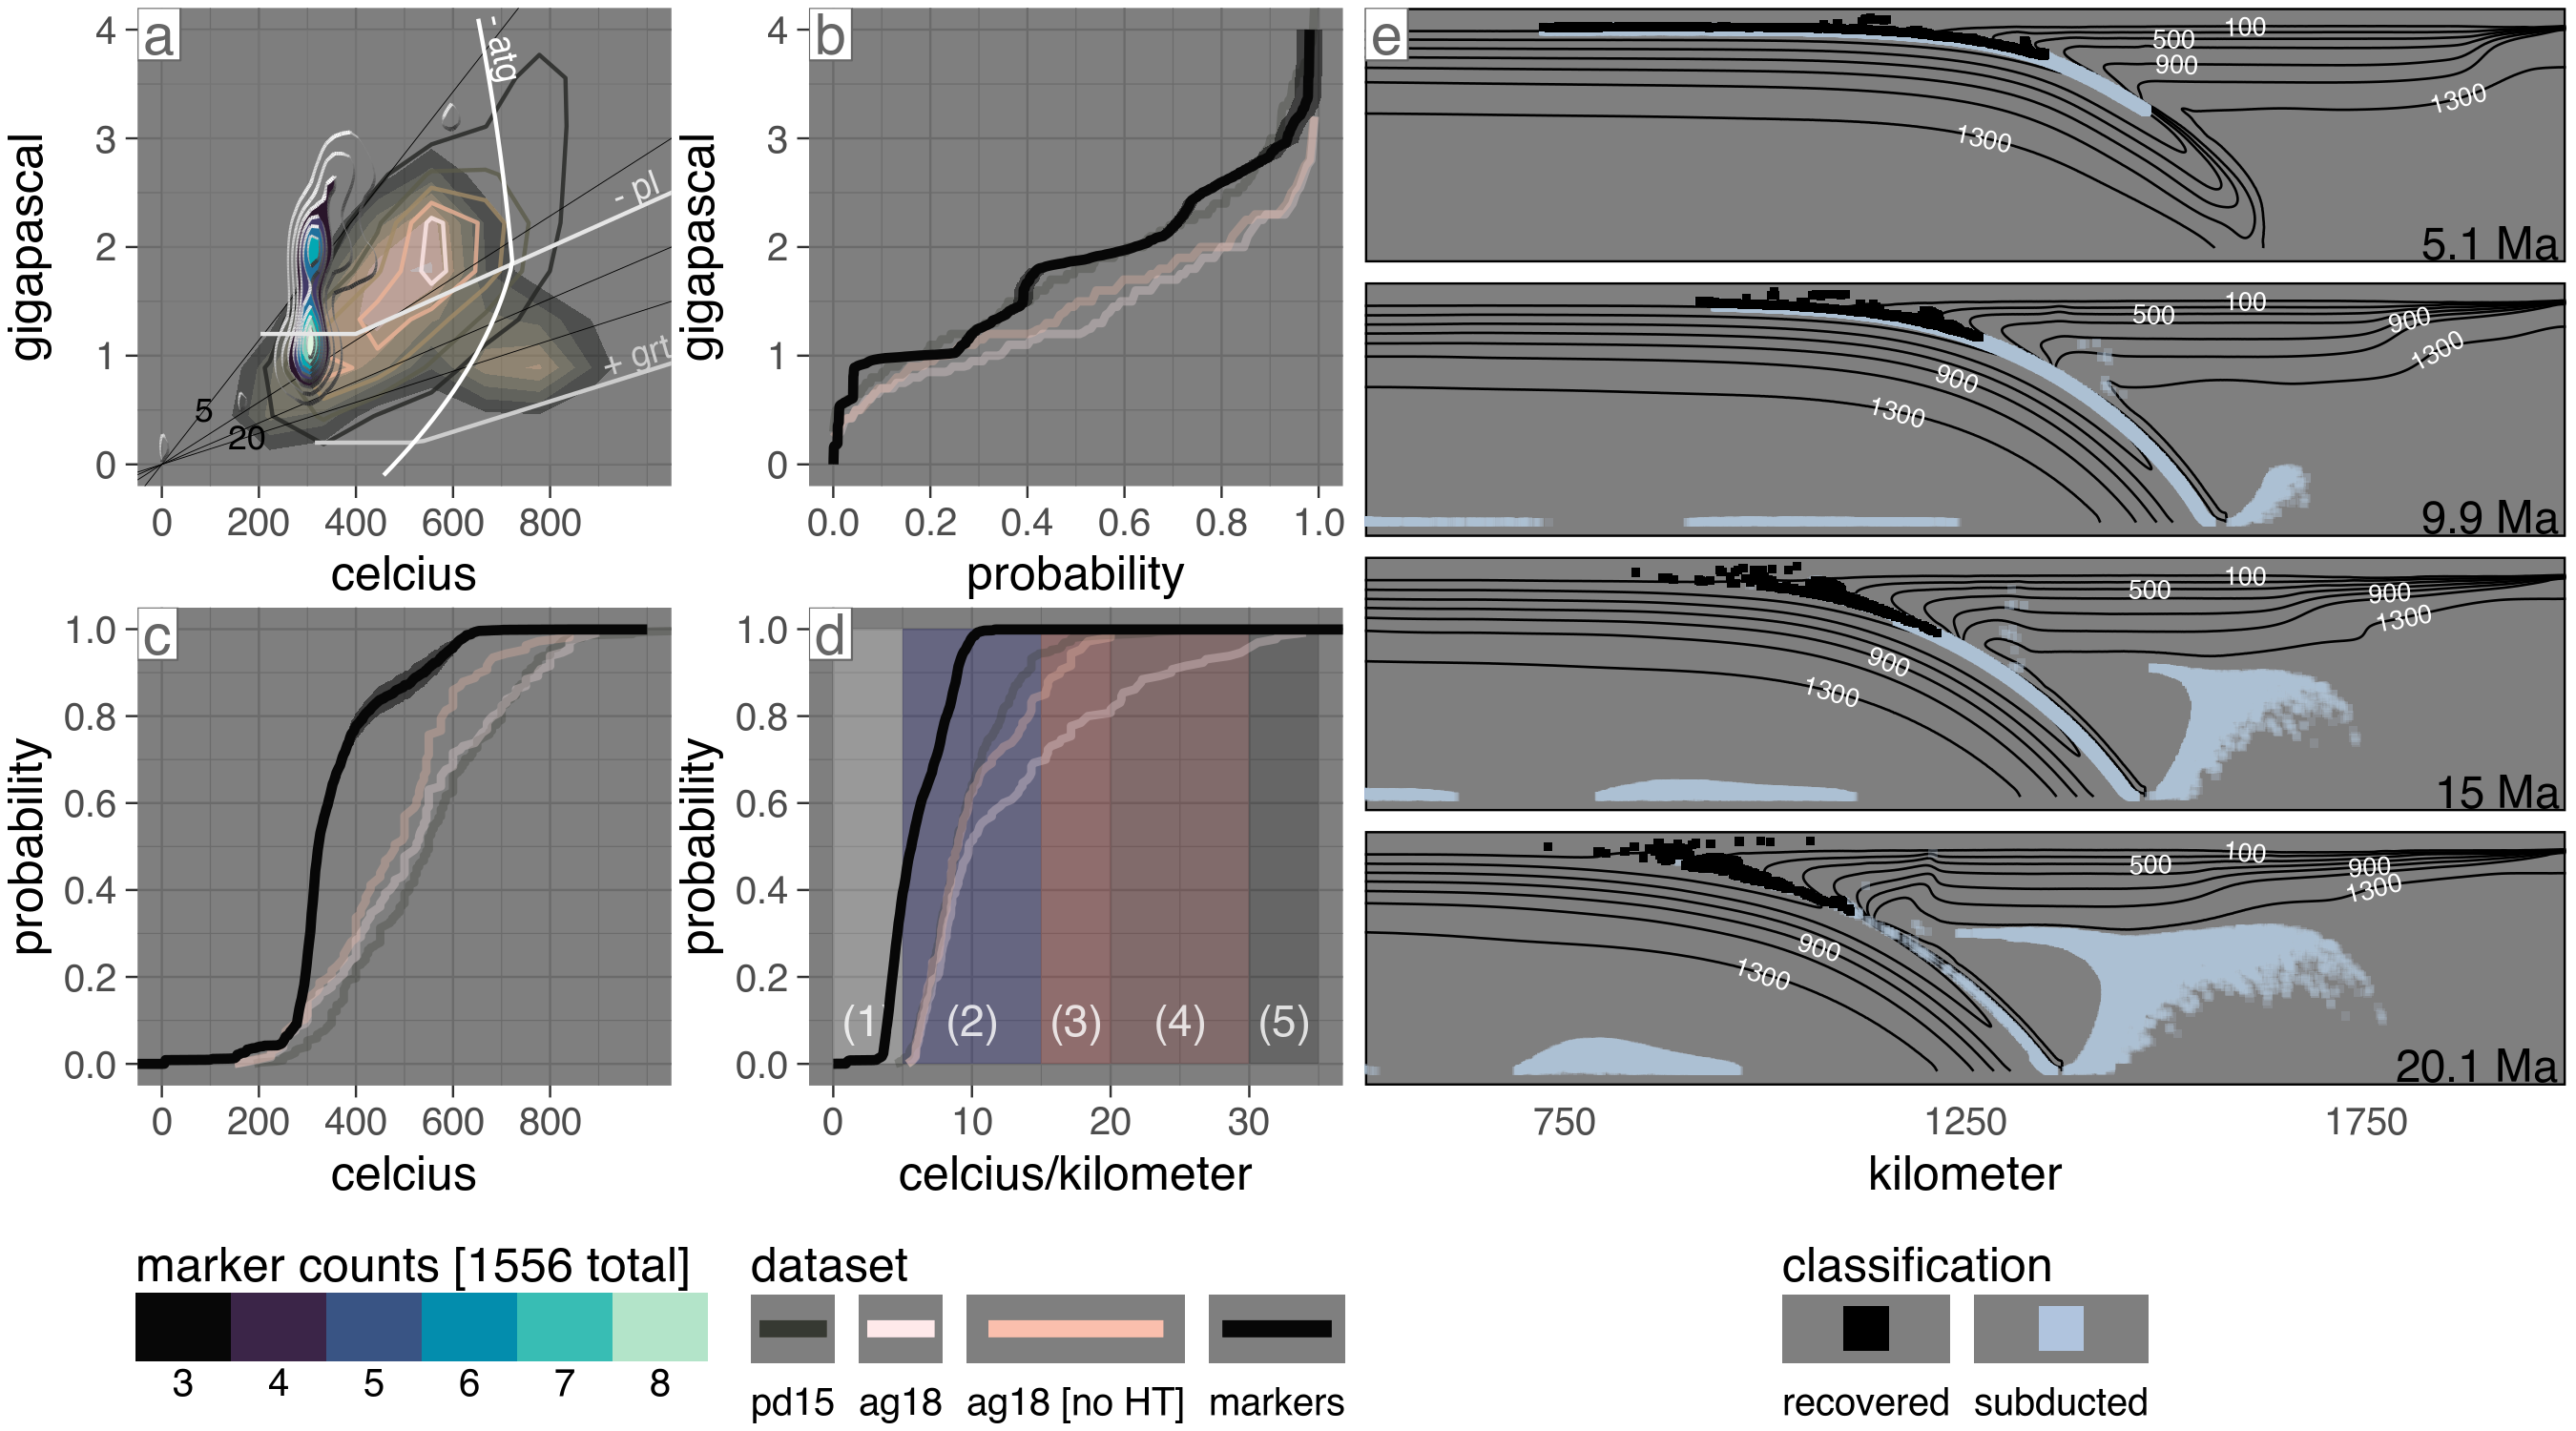 a
4
3
2
1
0
gigapascal
- atg
- pl
+ grt
5
20
0 200 400 600 800
celcius
b
4
3
2
1
0
gigapascal
0.0 0.2 0.4 0.6 0.8 1.0
probability
c
1.0
0.8
0.6
0.4
0.2
0.0
probability
0 200 400 600 800
celcius
d
1.0
0.8
0.6
0.4
0.2
0.0
probability
(1 (2) (3) (4) (5)
0 10 20 30
celcius/kilometer
e
100
500
900
1300
1300
5.1 Ma
100
500
900
1300
900
1300
9.9 Ma
100
500
900
1300
900
1300
15 Ma
100
500
900
1300
900
1300
20.1 Ma
750 1250 1750
kilometer
marker counts [1556 total]
3 4 5 6 7 8
dataset
pd15 ag18 ag18 [no HT] markers
classification
recovered subducted